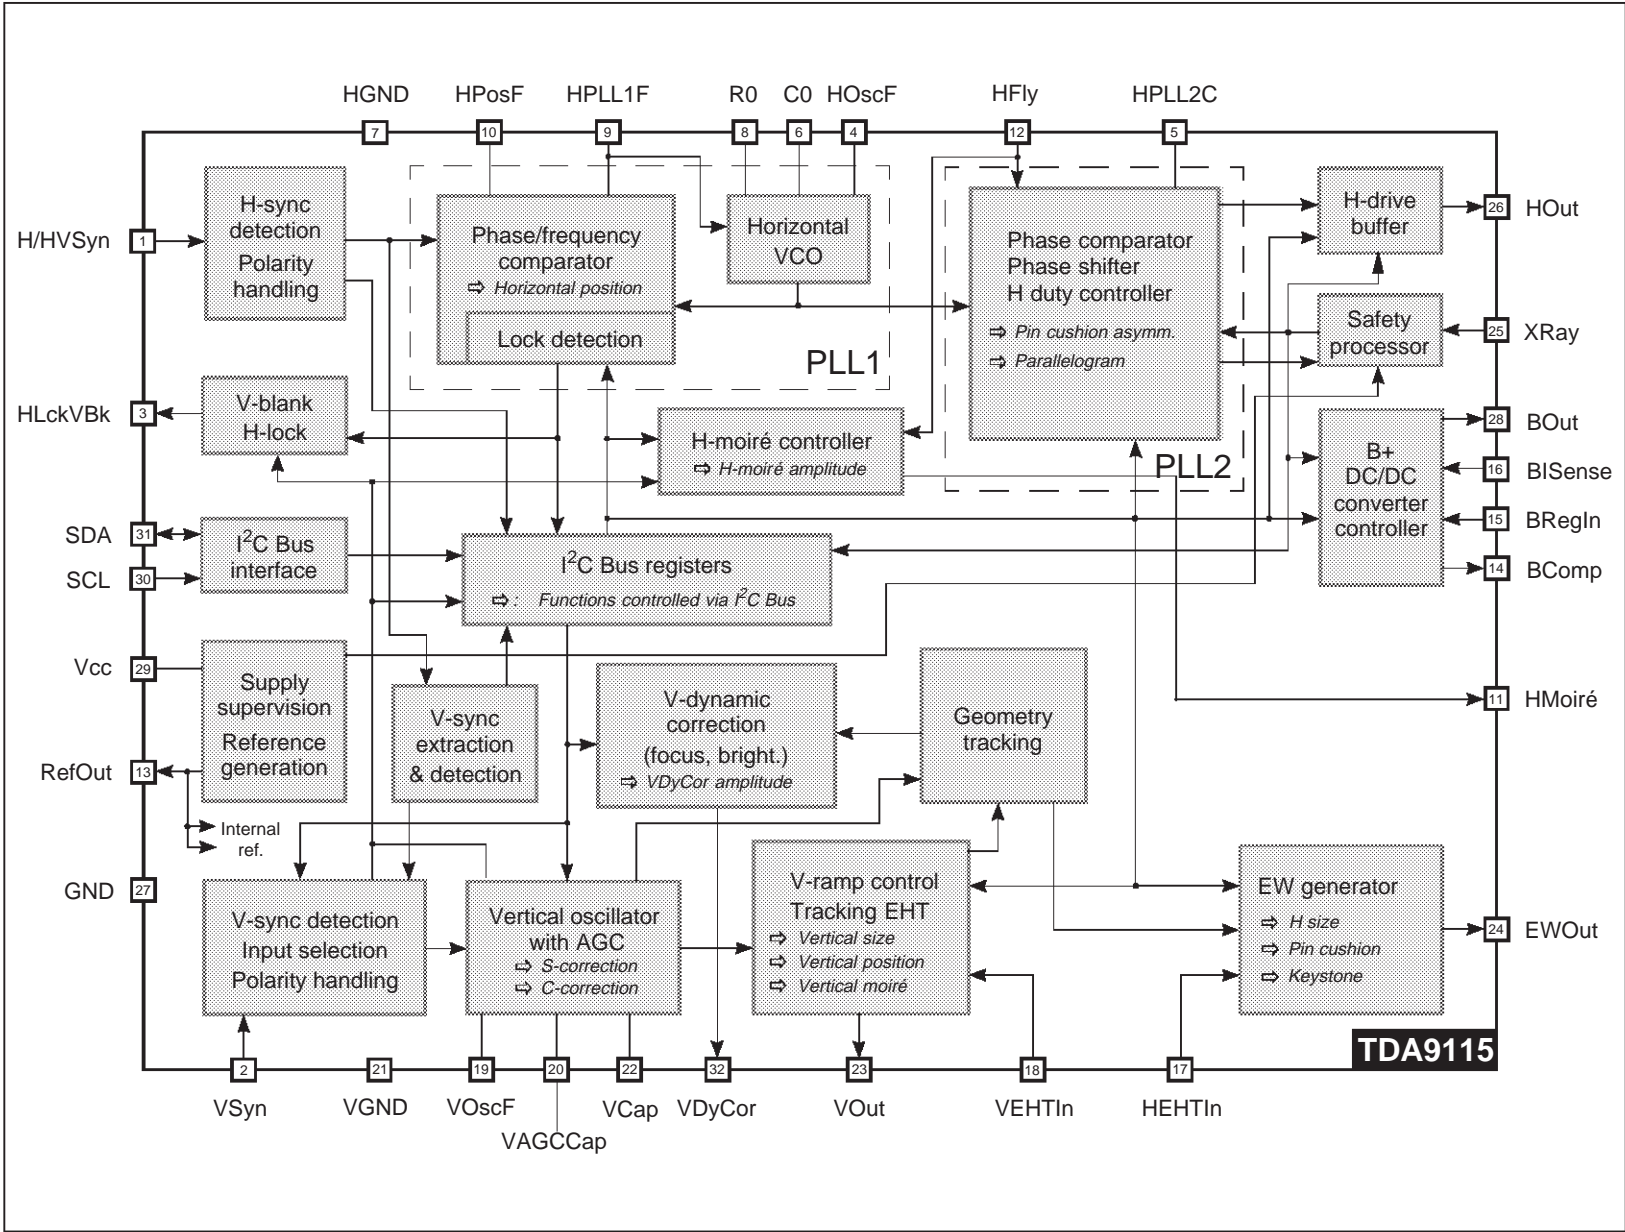 HGND HPosF HPLL1F R0 C0 HOscF HFly HPLL2C
7 10 9 8 6 4 12 5
H/HVSyn 1
H-sync
detection
Polarity
handling
Phase/frequency
comparator
⇨ Horizontal position
Lock detection
Horizontal
VCO
PLL1
Phase comparator
Phase shifter
H duty controller
⇨ Pin cushion asymm.
⇨ Parallelogram
PLL2
H-drive
buffer
26 HOut
Safety
processor
25 XRay
HLckVBk 3
V-blank
H-lock
H-moiré controller
⇨ H-moiré amplitude
B+
DC/DC
converter
controller
28 BOut
16 BISense
15 BRegIn
14 BComp
SDA 31
SCL 30
I2C Bus
interface
I2C Bus registers
⇨ : Functions controlled via I2C Bus
Vcc 29
RefOut 13
Supply
supervision
Reference
generation
Internal
ref.
V-sync
extraction
& detection
V-dynamic
correction
(focus, bright.)
⇨ VDyCor amplitude
Geometry
tracking
11 HMoiré
GND 27
V-sync detection
Input selection
Polarity handling
Vertical oscillator
with AGC
⇨ S-correction
⇨ C-correction
V-ramp control
Tracking EHT
⇨ Vertical size
⇨ Vertical position
⇨ Vertical moiré
EW generator
⇨ H size
⇨ Pin cushion
⇨ Keystone
24 EWOut
TDA9115
2 21 19 20 22 32 23 18 17
VSyn VGND VOscF VCap VDyCor VOut VEHTIn HEHTIn
VAGCCap